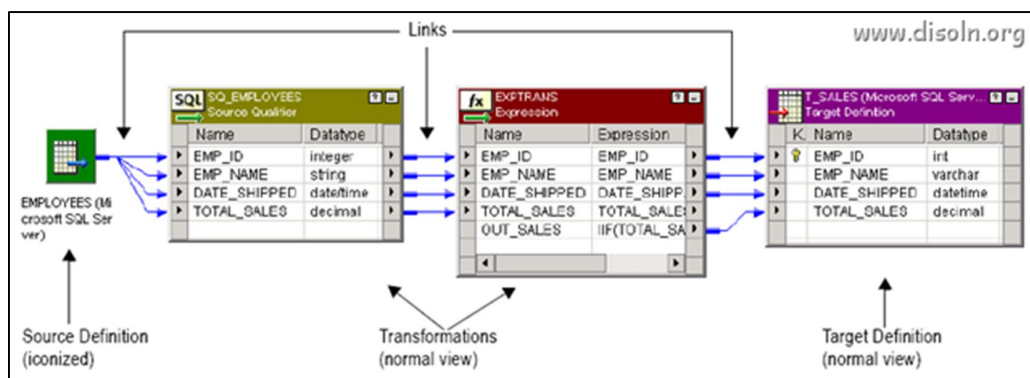 Links
www.disoln.org
SQL SQ_EMPLOYEES
Source Qualifier
Name Datatype
EMP_ID integer
EMP_NAME string
DATE_SHIPPED date/time
TOTAL_SALES decimal
fx EXPTRANS
Expression
Name Expression
EMP_ID EMP_ID
EMP_NAME EMP_NAME
DATE_SHIPPED DATE_SHIPP
TOTAL_SALES TOTAL_SALE
OUT_SALES IIF(TOTAL_SA
T_SALES (Microsoft SQL Serv...
Target Definition
K. Name Datatype
EMP_ID int
EMP_NAME varchar
DATE_SHIPPED datetime
TOTAL_SALES decimal
EMPLOYEES (Mi
crosoft SQL Ser
ver)
Source Definition
(iconized)
Transformations
(normal view)
Target Definition
(normal view)